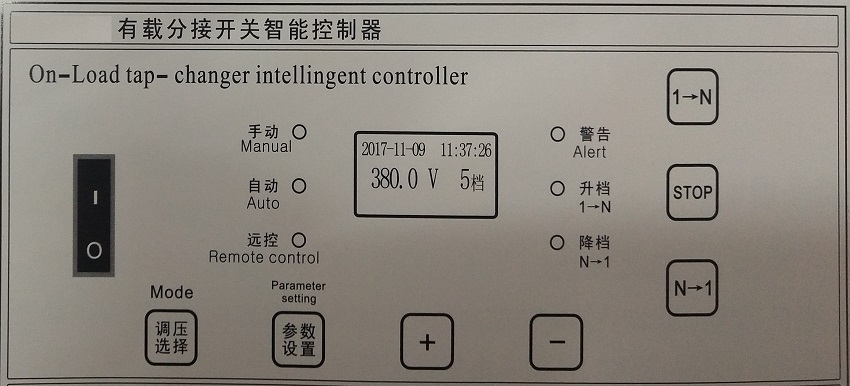 有载分接开关智能控制器
On-Load tap- changer intellingent controller
1→N
手动
Manual
2017-11-09 11:37:26
380.0 V 5档
警告
Alert
自动
Auto
升档
1→N
STOP
I
O
远控
Remote control
降档
N→1
N→1
Mode
调压
选择
Parameter
setting
参数
设置
+
−